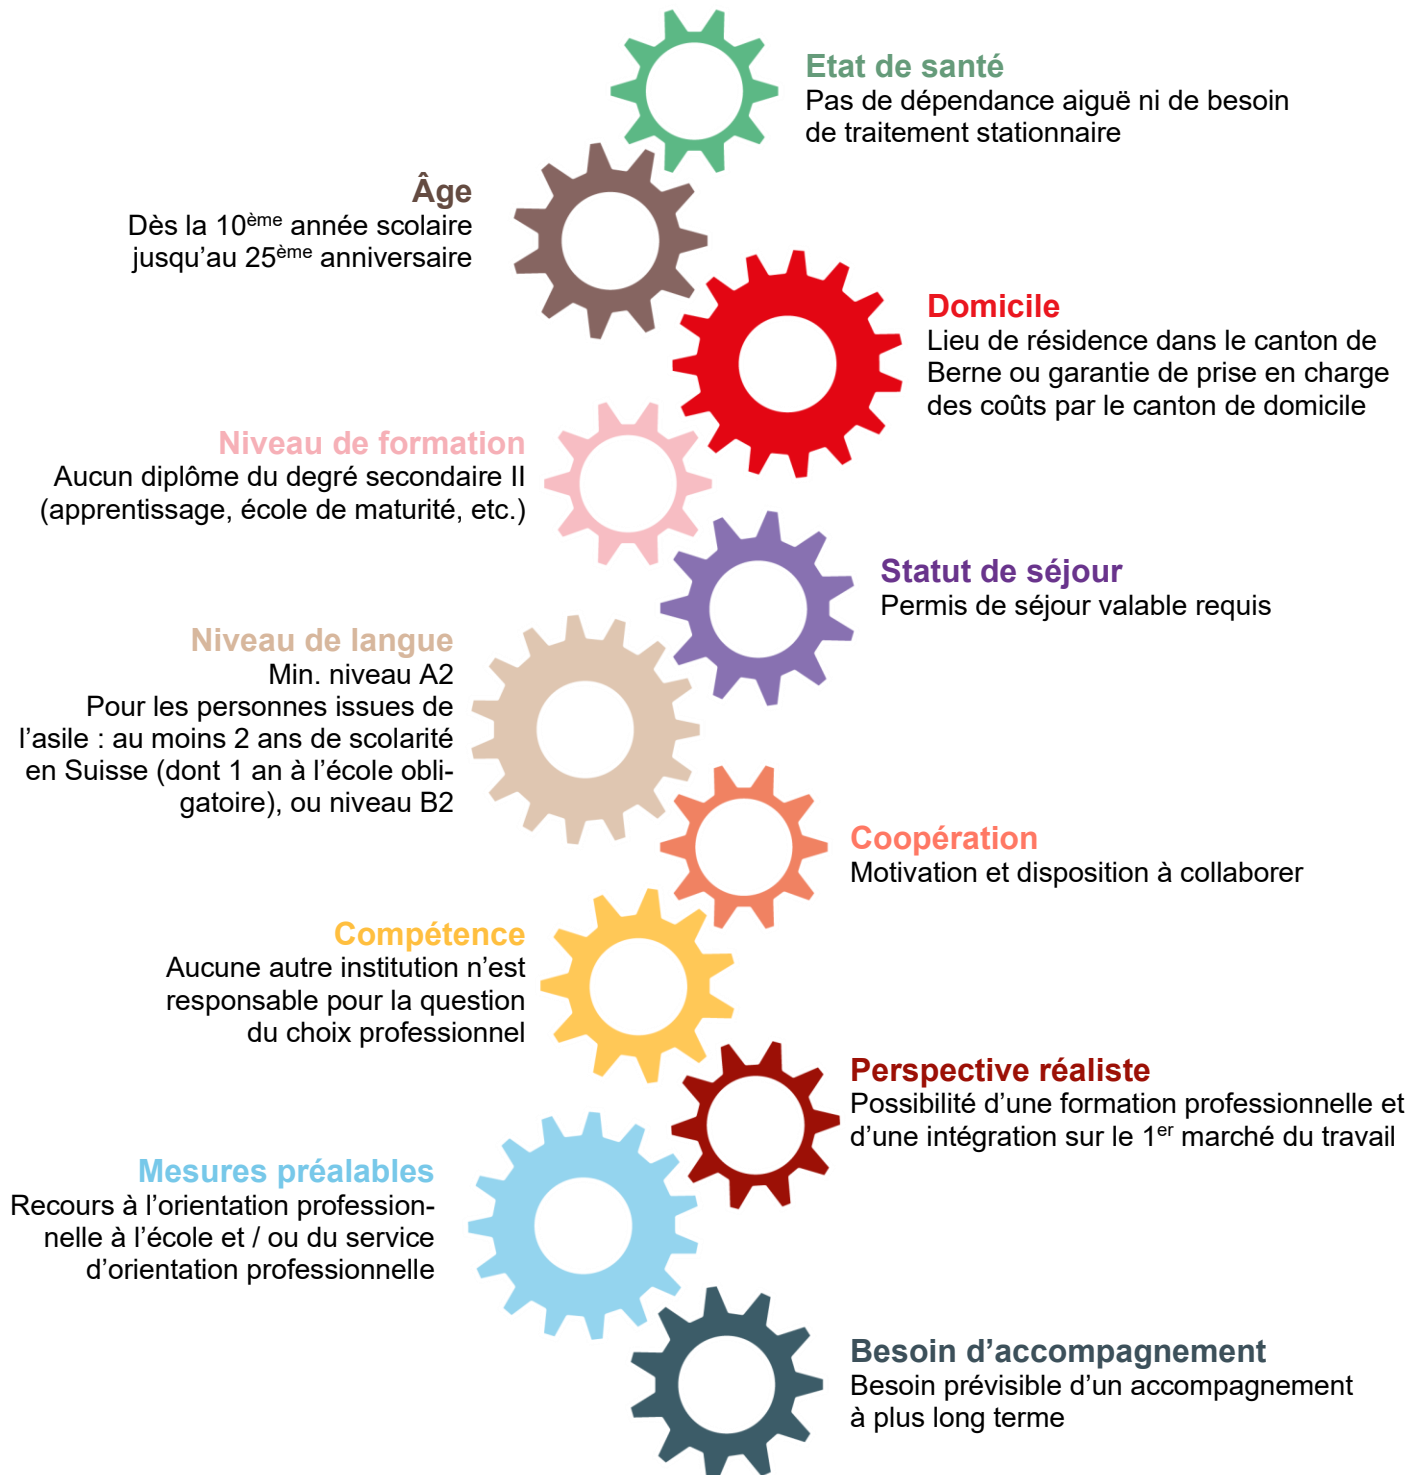 Etat de santé
Pas de dépendance aiguë ni de besoin
de traitement stationnaire
Âge
Dès la 10ème année scolaire
jusqu’au 25ème anniversaire
Domicile
Lieu de résidence dans le canton de
Berne ou garantie de prise en charge
des coûts par le canton de domicile
Niveau de formation
Aucun diplôme du degré secondaire II
(apprentissage, école de maturité, etc.)
Statut de séjour
Permis de séjour valable requis
Niveau de langue
Min. niveau A2
Pour les personnes issues de
l’asile : au moins 2 ans de scolarité
en Suisse (dont 1 an à l’école obli-
gatoire), ou niveau B2
Coopération
Motivation et disposition à collaborer
Compétence
Aucune autre institution n’est
responsable pour la question
du choix professionnel
Perspective réaliste
Possibilité d’une formation professionnelle et
d’une intégration sur le 1er marché du travail
Mesures préalables
Recours à l’orientation profession-
nelle à l’école et / ou du service
d’orientation professionnelle
Besoin d’accompagnement
Besoin prévisible d’un accompagnement
à plus long terme